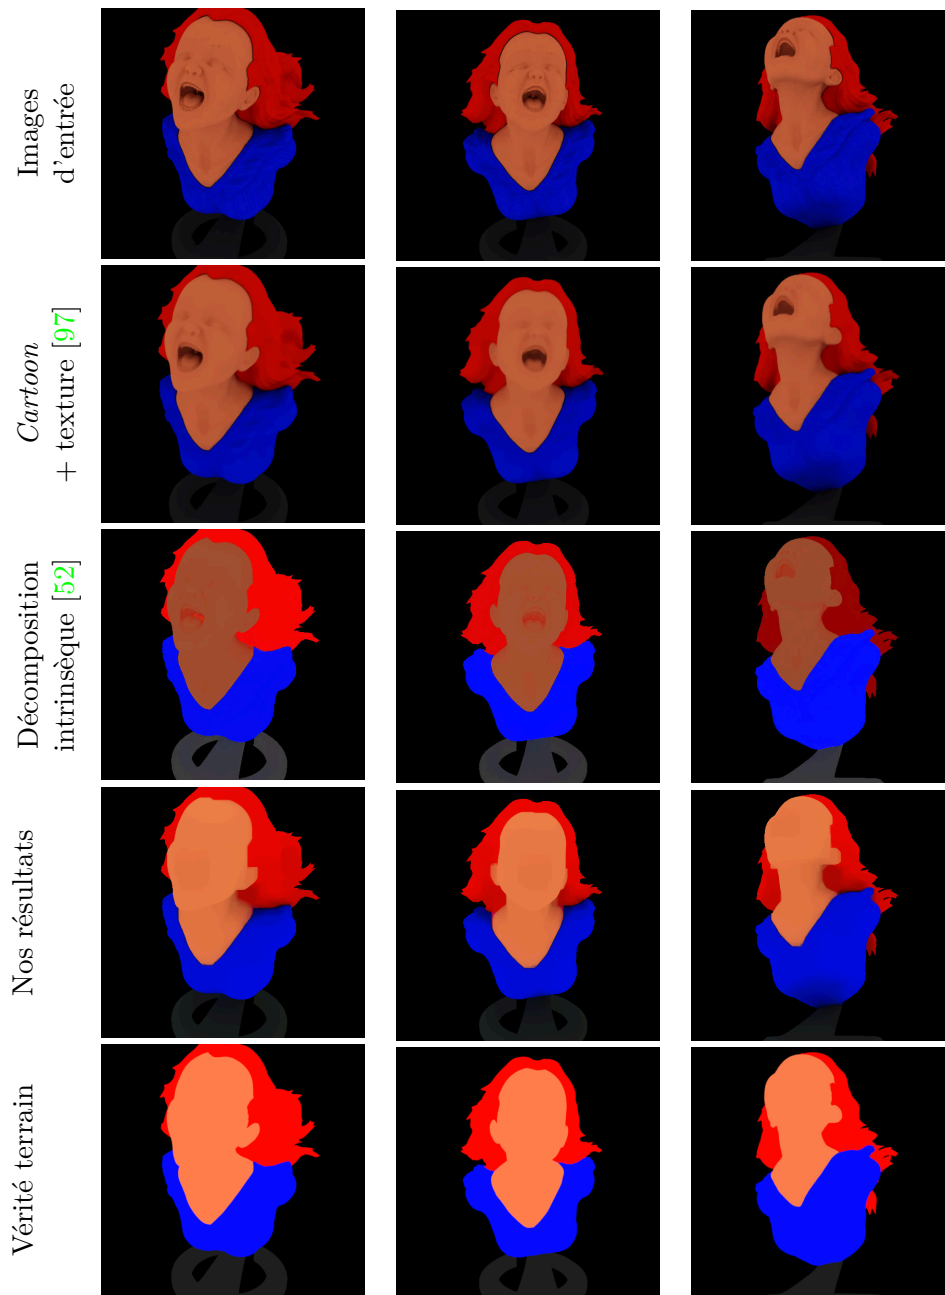 Images
d'entrée
Cartoon
+ texture [97]
Décomposition
intrinsèque [52]
Nos résultats
Vérité terrain